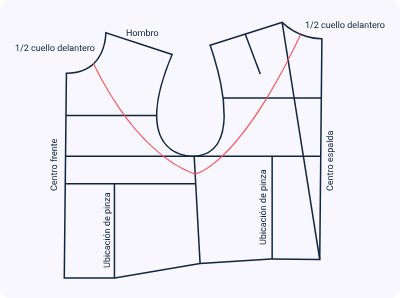 Hombro
1/2 cuello delantero
1/2 cuello delantero
Centro frente
Ubicación de pinza
Ubicación de pinza
Centro espalda